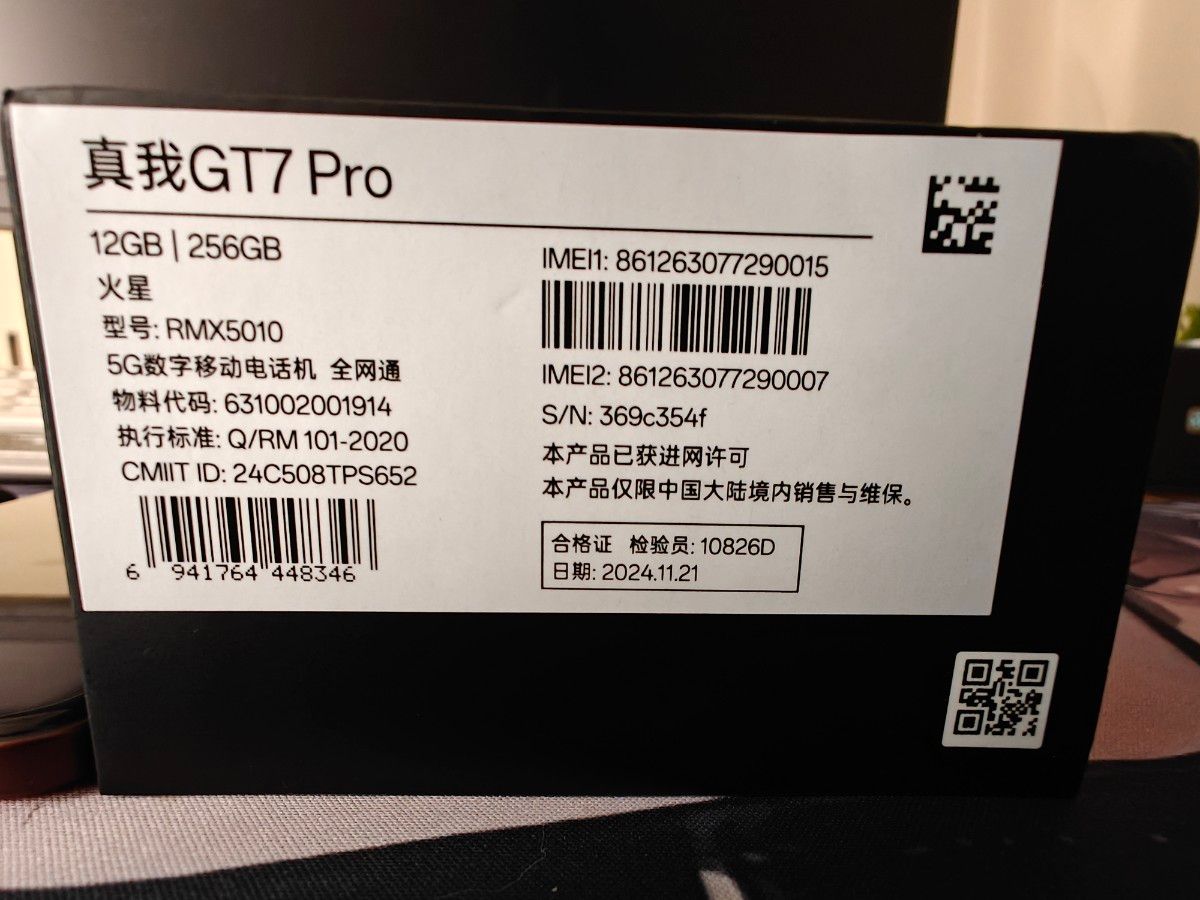 真我GT7 Pro
12GB | 256GB
火星
型号: RMX5010
5G数字移动电话机 全网通
物料代码: 631002001914
执行标准: Q/RM 101-2020
CMIIT ID: 24C508TPS652
6 941764 448346
IMEI1: 861263077290015
IMEI2: 861263077290007
S/N: 369c354f
本产品已获进网许可
本产品仅限中国大陆境内销售与维保。
合格证 检验员: 10826D
日期: 2024.11.21